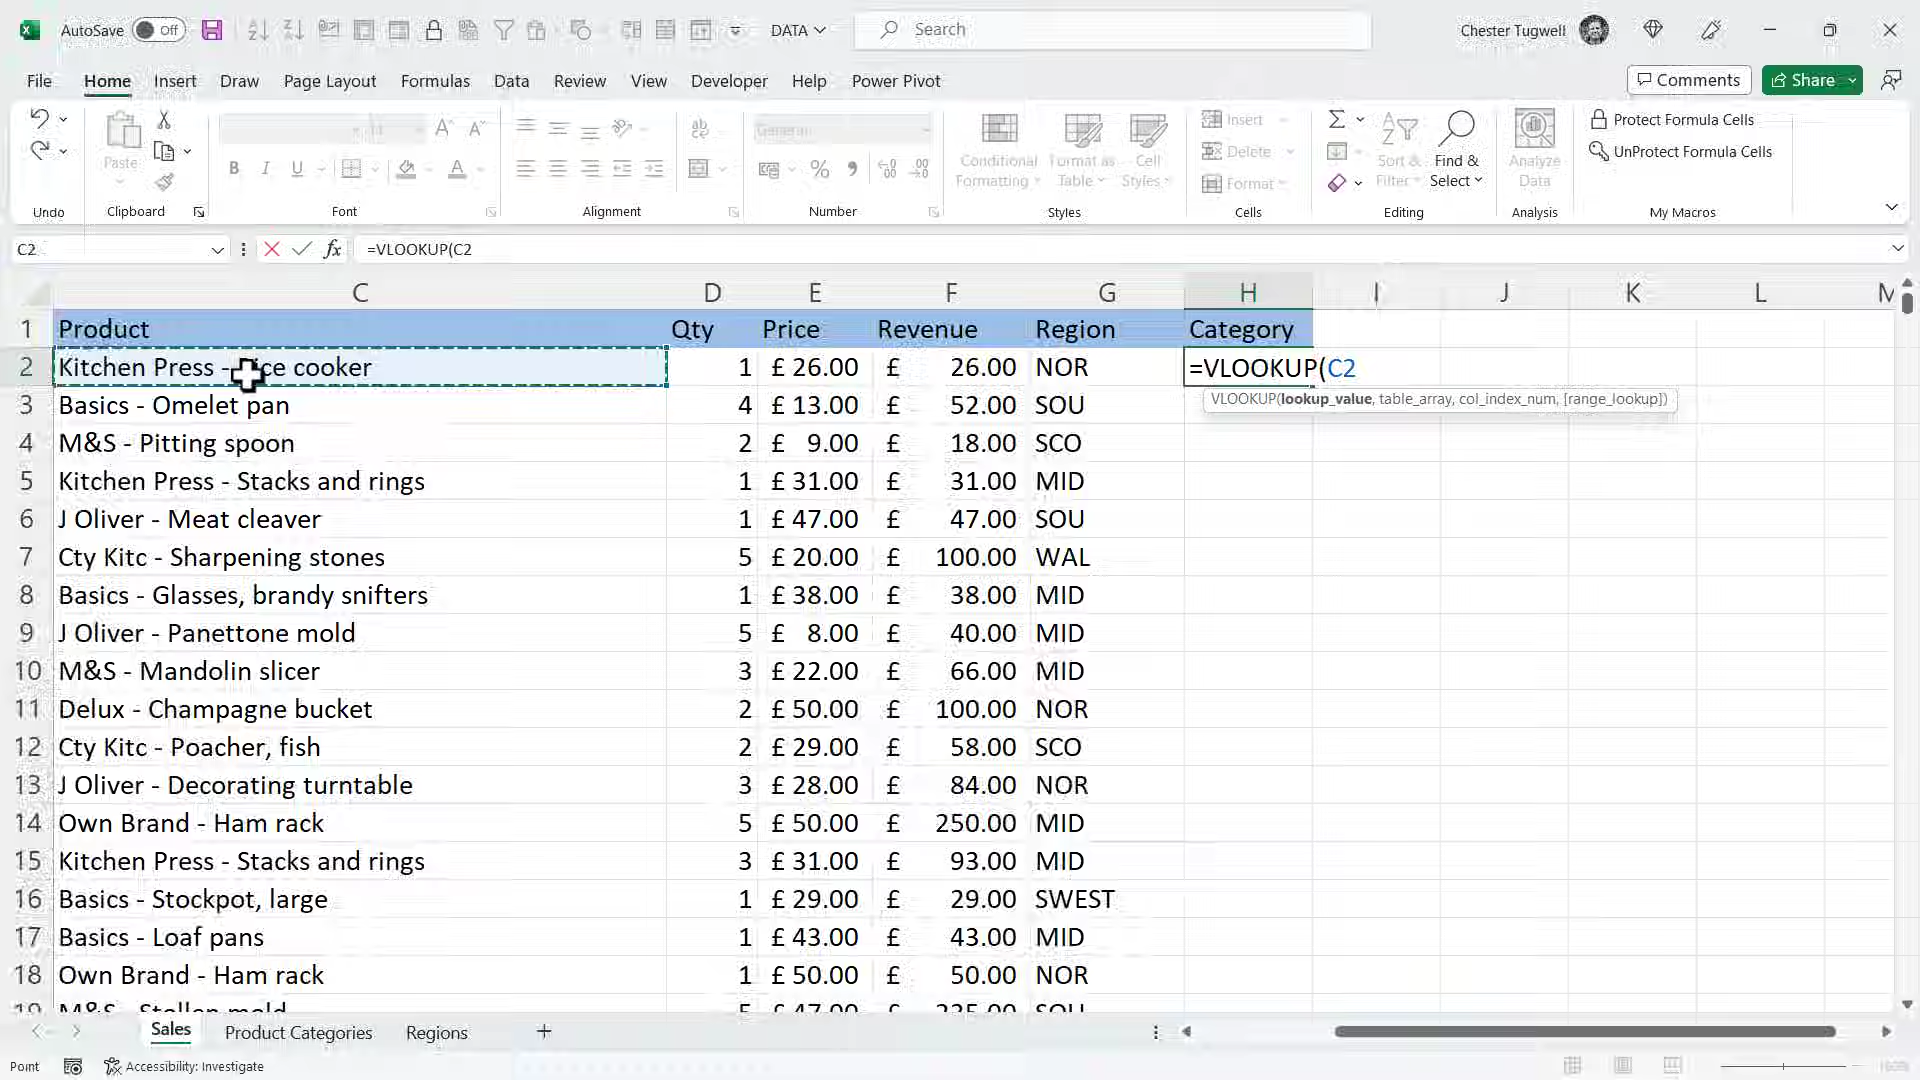 AutoSave Off DATA Search Chester Tugwell
File Home Insert Draw Page Layout Formulas Data Review View Developer Help Power Pivot Comments Share
Paste
B I U
General
%
Conditional Formatting
Format as Table
Cell Styles
Insert
Delete
Format
Sort & Filter
Find & Select
Analyze Data
Protect Formula Cells
UnProtect Formula Cells
Undo Clipboard Font Alignment Number Styles Cells Editing Analysis My Macros
C2 fx =VLOOKUP(C2
C D E F G H I J K L M
1 Product Qty Price Revenue Region Category
2 Kitchen Press - ice cooker 1 £ 26.00 £ 26.00 NOR =VLOOKUP(C2
VLOOKUP(lookup_value, table_array, col_index_num, [range_lookup])
3 Basics - Omelet pan 4 £ 13.00 £ 52.00 SOU
4 M&S - Pitting spoon 2 £ 9.00 £ 18.00 SCO
5 Kitchen Press - Stacks and rings 1 £ 31.00 £ 31.00 MID
6 J Oliver - Meat cleaver 1 £ 47.00 £ 47.00 SOU
7 Cty Kitc - Sharpening stones 5 £ 20.00 £ 100.00 WAL
8 Basics - Glasses, brandy snifters 1 £ 38.00 £ 38.00 MID
9 J Oliver - Panettone mold 5 £ 8.00 £ 40.00 MID
10 M&S - Mandolin slicer 3 £ 22.00 £ 66.00 MID
11 Delux - Champagne bucket 2 £ 50.00 £ 100.00 NOR
12 Cty Kitc - Poacher, fish 2 £ 29.00 £ 58.00 SCO
13 J Oliver - Decorating turntable 3 £ 28.00 £ 84.00 NOR
14 Own Brand - Ham rack 5 £ 50.00 £ 250.00 MID
15 Kitchen Press - Stacks and rings 3 £ 31.00 £ 93.00 MID
16 Basics - Stockpot, large 1 £ 29.00 £ 29.00 SWEST
17 Basics - Loaf pans 1 £ 43.00 £ 43.00 MID
18 Own Brand - Ham rack 1 £ 50.00 £ 50.00 NOR
19 M&S - Stollen mold 5 £ 47.00 £ 235.00 SOU
Sales Product Categories Regions
Point Accessibility: Investigate